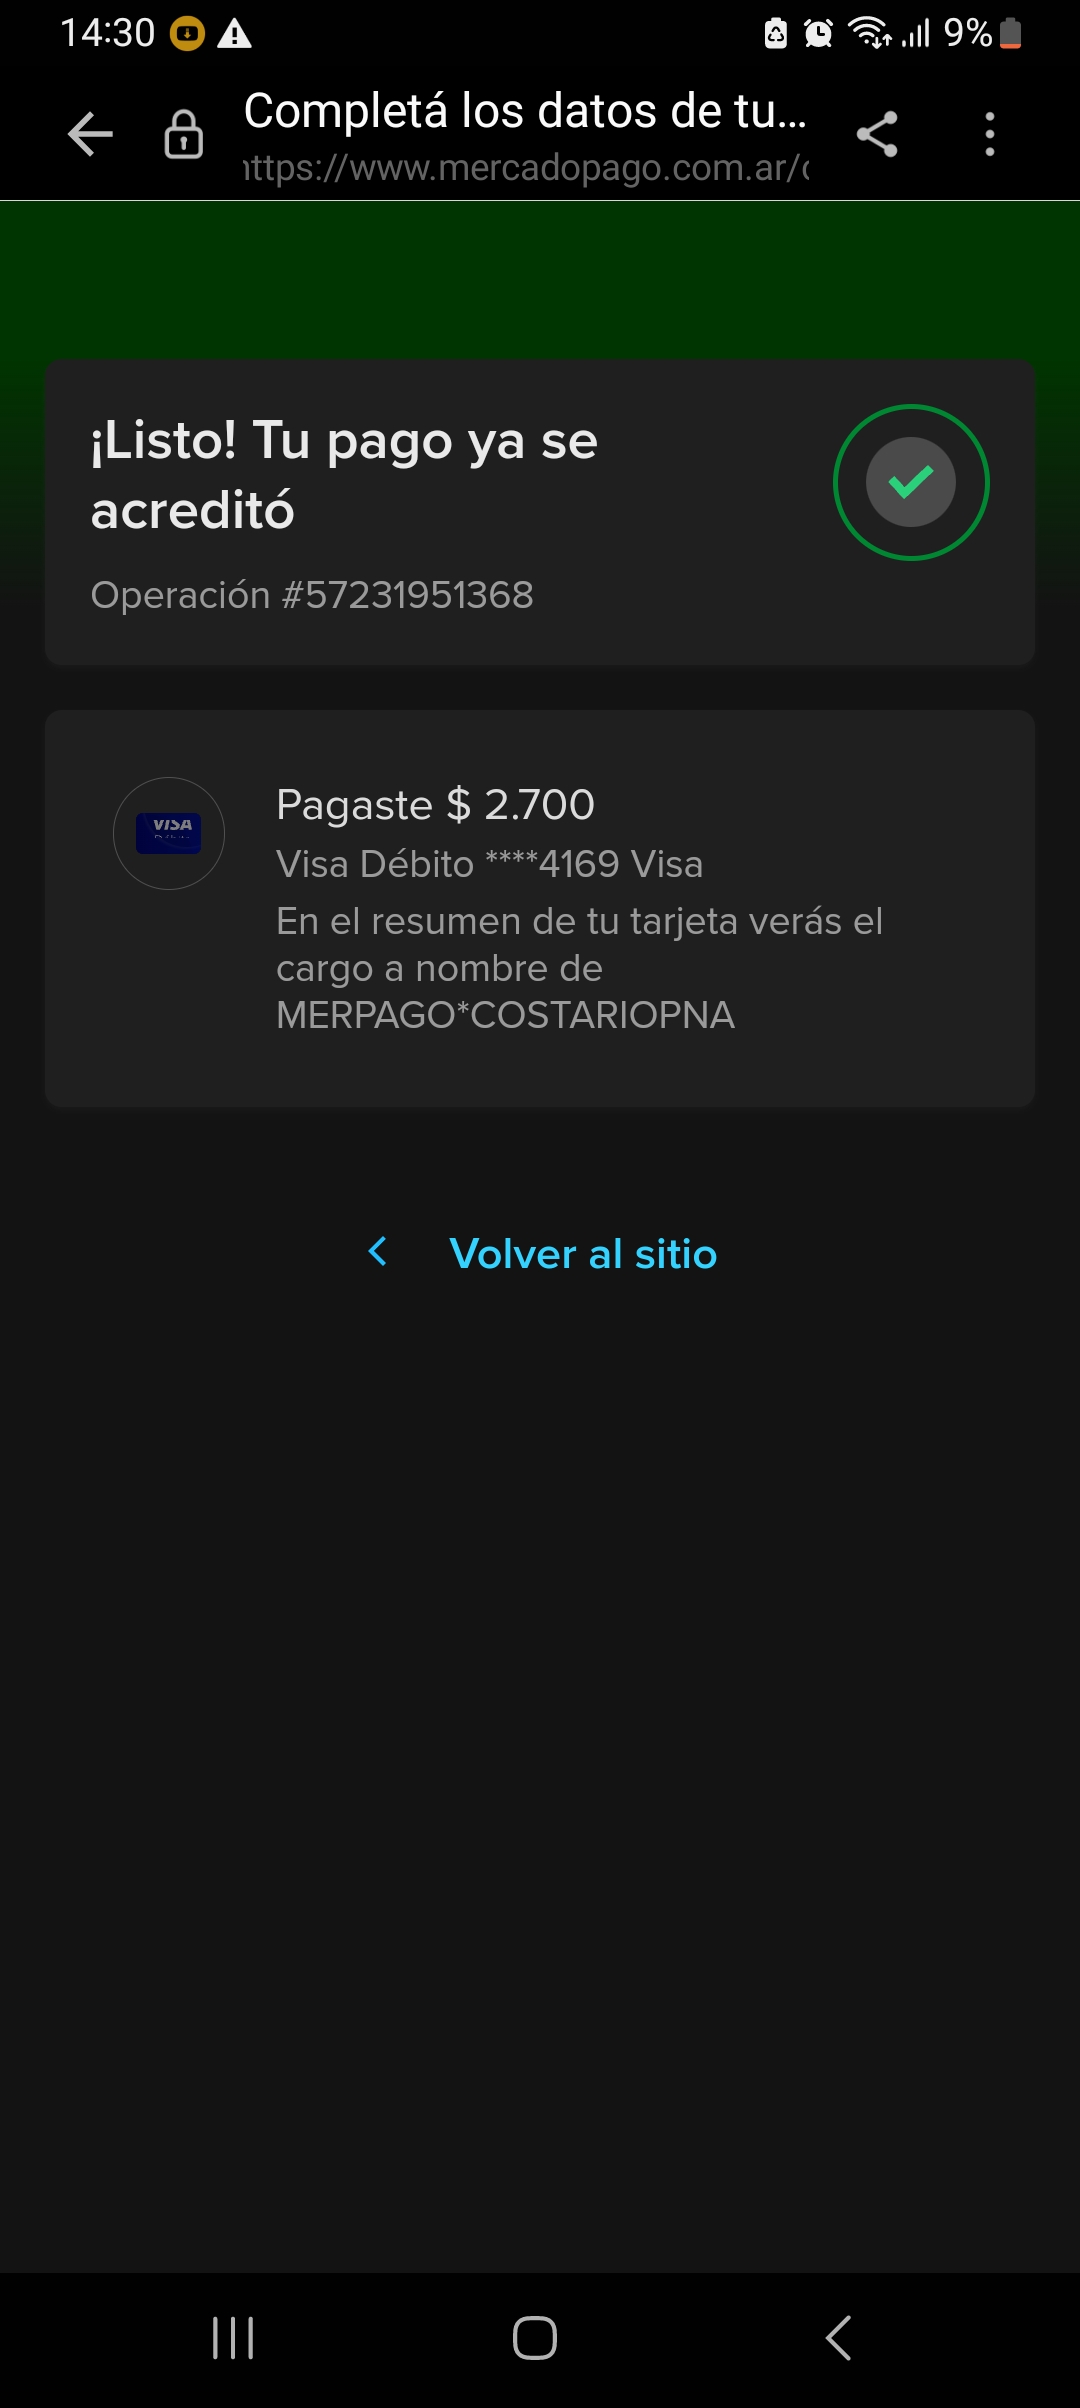 14:30
9%
Completá los datos de tu...
https://www.mercadopago.com.ar/c
¡Listo! Tu pago ya se
acreditó
Operación #57231951368
VISA
Débito
Pagaste $ 2.700
Visa Débito ****4169 Visa
En el resumen de tu tarjeta verás el
cargo a nombre de
MERPAGO*COSTARIOPNA
Volver al sitio